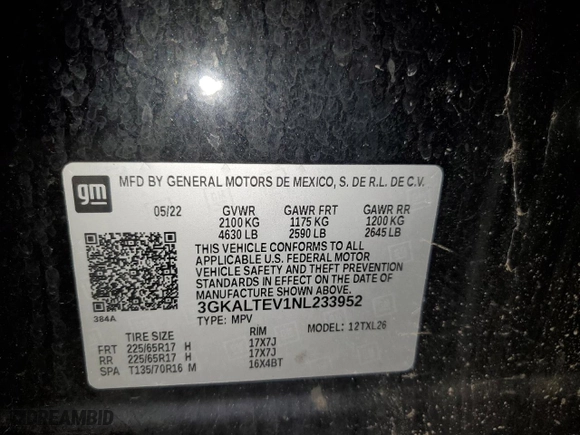 gm
MFD BY GENERAL MOTORS DE MEXICO, S. DE R.L. DE C.V.
05/22 GVWR GAWR FRT GAWR RR
2100 KG 1175 KG 1200 KG
4630 LB 2590 LB 2645 LB
THIS VEHICLE CONFORMS TO ALL
APPLICABLE U.S. FEDERAL MOTOR
VEHICLE SAFETY AND THEFT PREVENTION
STANDARDS IN EFFECT ON THE DATE OF
MANUFACTURE SHOWN ABOVE.
384A 3GKALTEV1NL233952
TYPE: MPV MODEL: 12TXL26
TIRE SIZE RIM
FRT 225/65R17 H 17X7J
RR 225/65R17 H 17X7J
SPA T135/70R16 M 16X4BT
DREAMBID